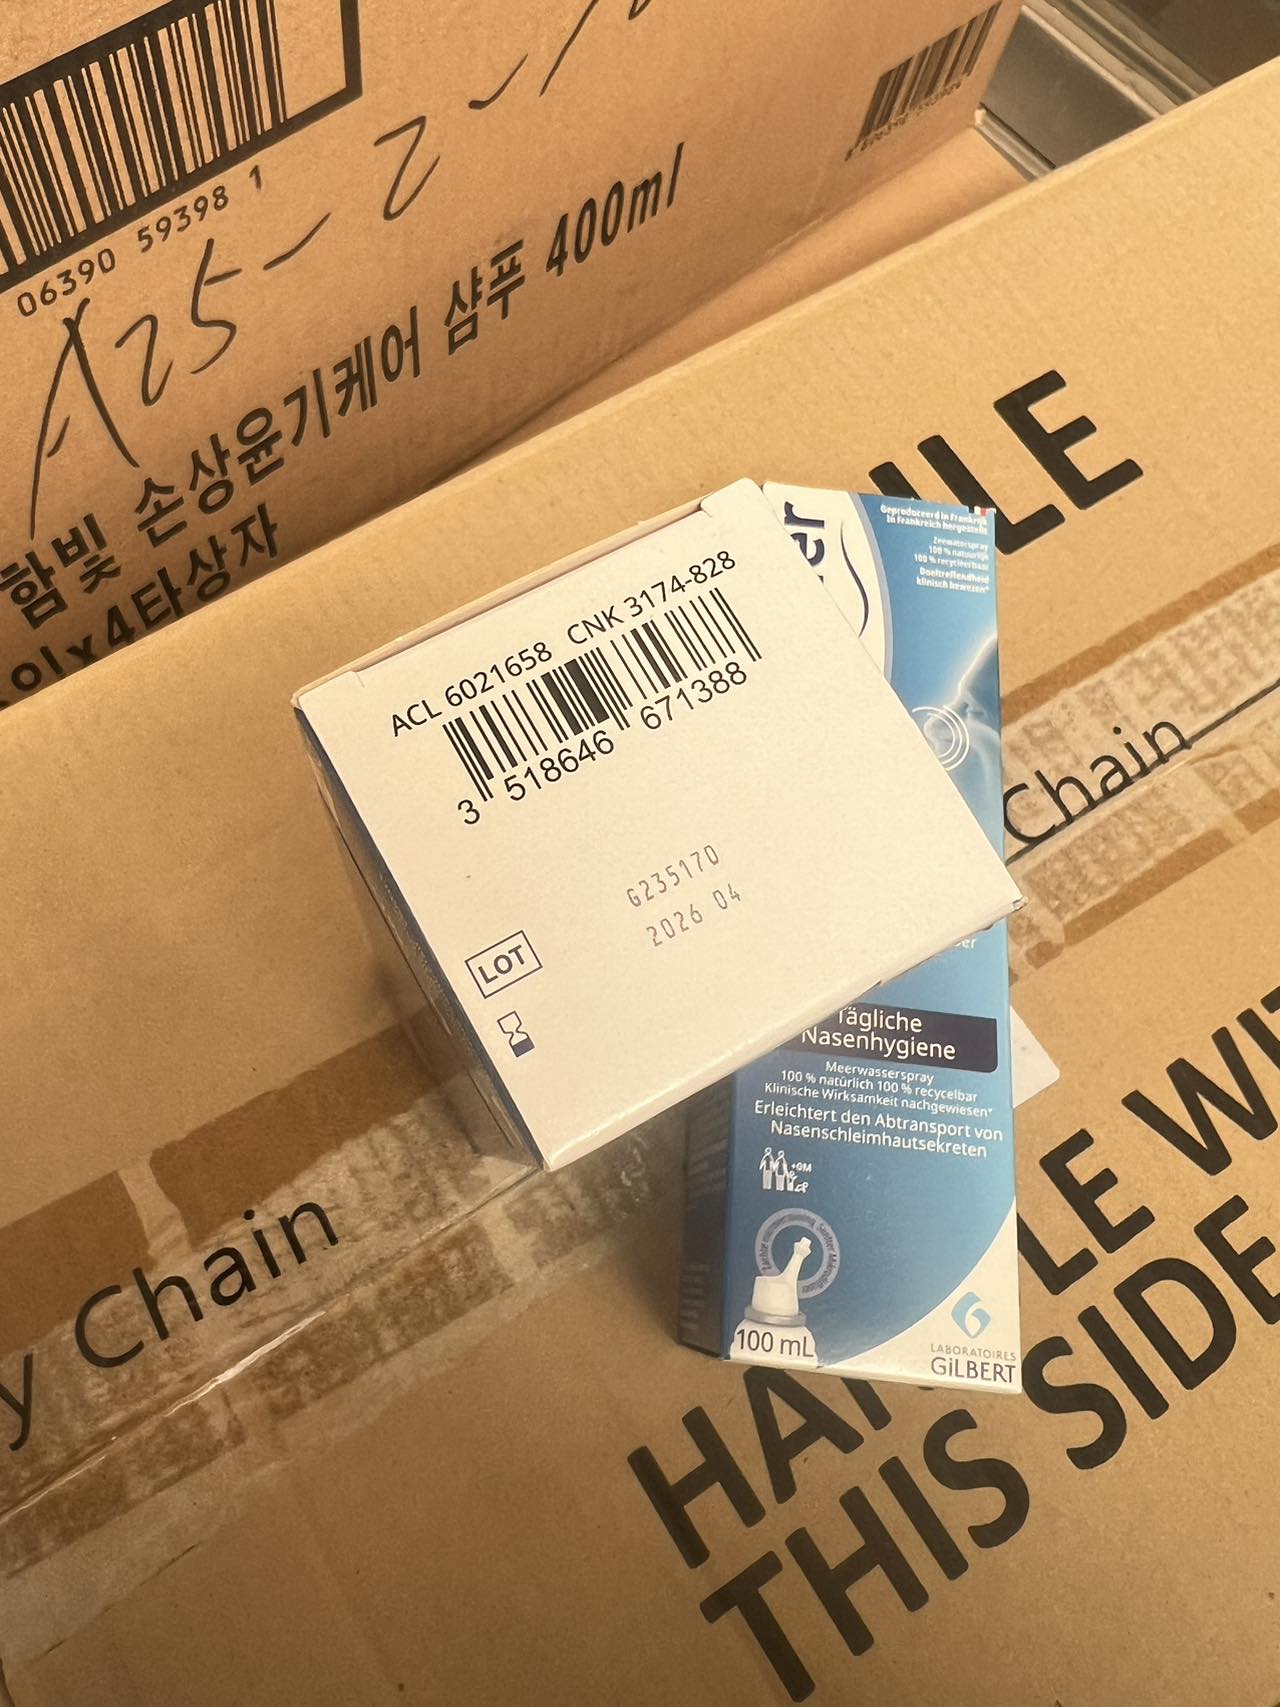 06390 59398 1
A25-2-
함빛 손상윤기케어 샴푸 400ml
x4타상자
ACL 6021658 CNK 3174-828
3 518646 671388
G235170
2026 04
LOT
Geproduceerd in Frankrijk
In Frankreich hergestellt
Zeewaterspray
100 % natuurlijk
100 % recycleerbaar
Doeltreffendheid
klinisch bewezen*
Tägliche
Nasenhygiene
Meerwasserspray
100 % natürlich 100 % recycelbar
Klinische Wirksamkeit nachgewiesen*
Erleichtert den Abtransport von
Nasenschleimhautsekreten
+0M
100 mL
LABORATOIRES
GILBERT
Chain
y Chain
THIS SIDE